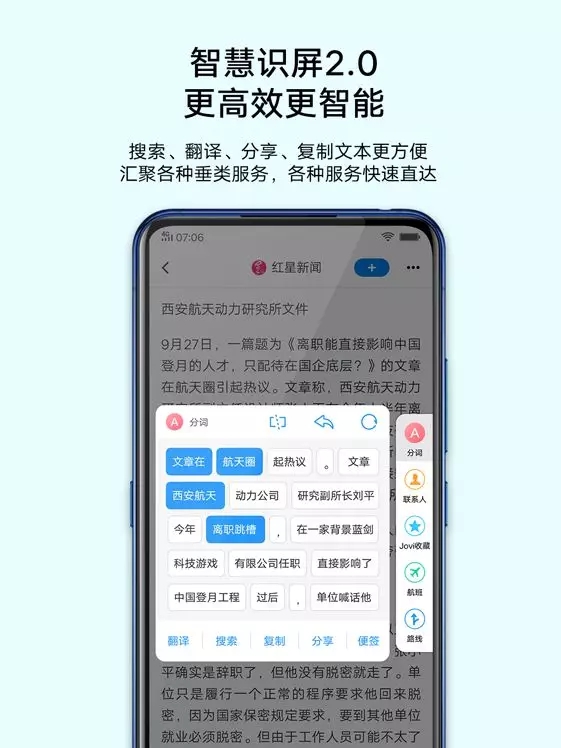 智慧识屏2.0
更高效更智能
搜索、翻译、分享、复制文本更方便
汇聚各种垂类服务，各种服务快速直达
4G 07:06
红星新闻
西安航天动力研究所文件
9月27日，一篇题为《离职能直接影响中国
登月的人才，只配待在国企底层？》的文章
在航天圈引起热议。文章称，西安航天动力
A 分词
文章在 航天圈 起热议 。 文章
西安航天 动力公司 研究副所长刘平
今年 离职跳槽 ， 在一家背景蓝剑
科技游戏 有限公司任职 直接影响了
中国登月工程 过后 ， 单位喊话他
翻译 搜索 复制 分享 便签
A
分词
联系人
Jovi收藏
航班
路线
平确实是辞职了，但他没有脱密就走了。单
位只是履行一个正常的程序要求他回来脱
密，因为国家保密规定要求，要到其他单位
就业必须脱密。但由于工作人员可能不太了